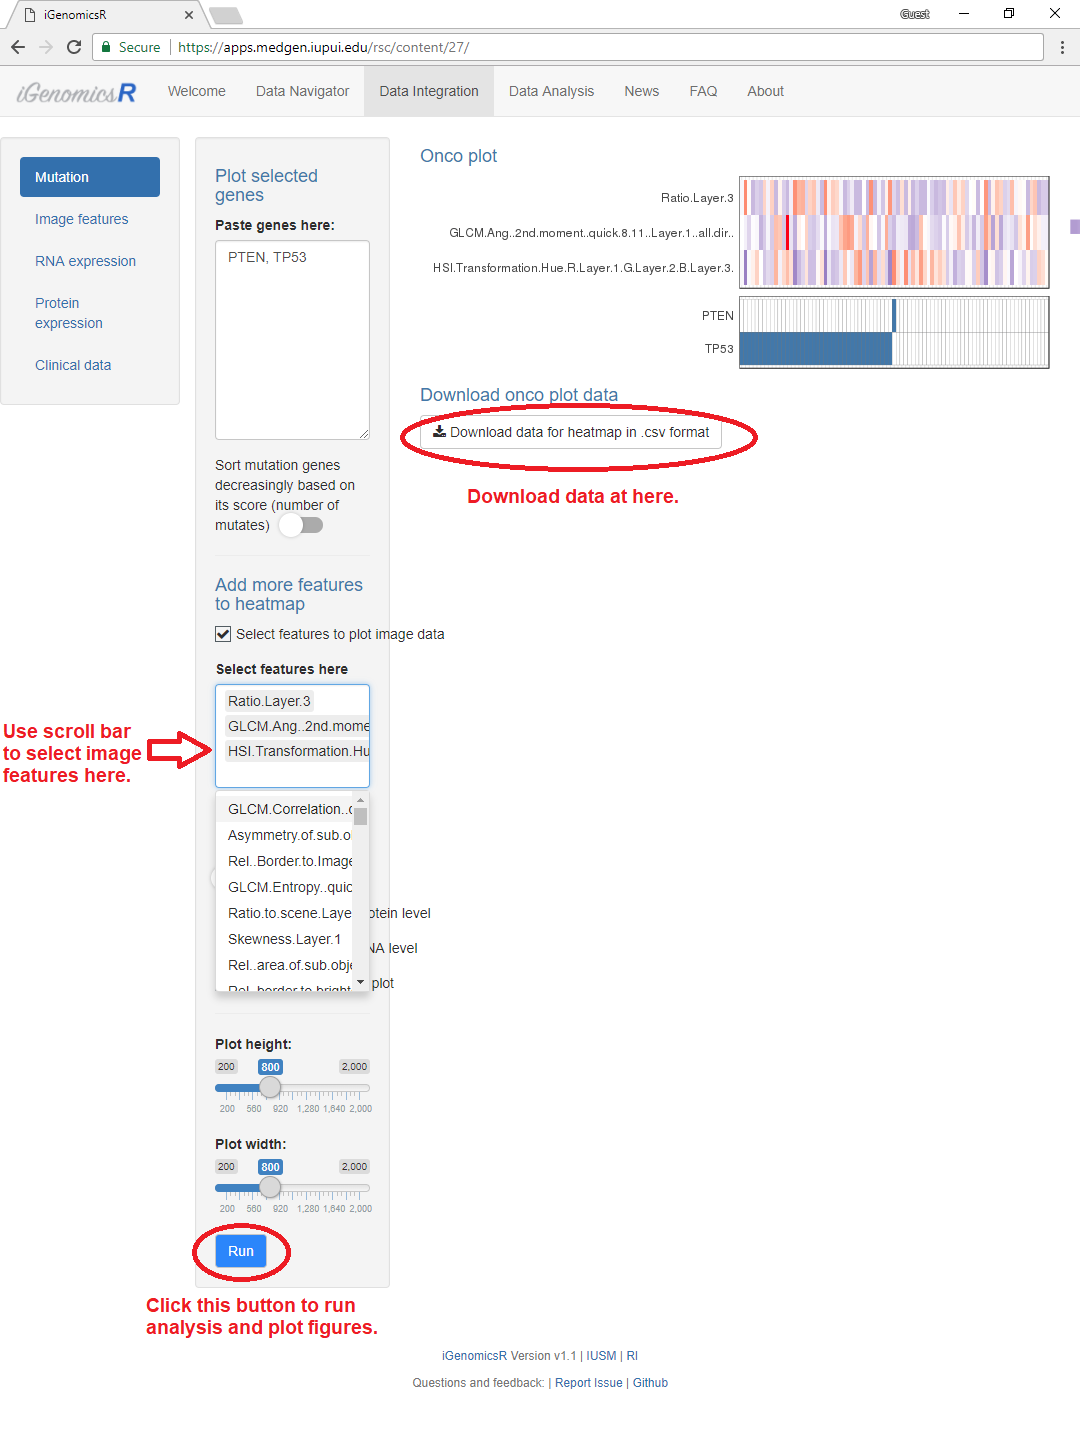 iGenomicsR
Guest
Secure | https://apps.medgen.iupui.edu/rsc/content/27/
iGenomicsR
Welcome Data Navigator Data Integration Data Analysis News FAQ About
Mutation
Image features
RNA expression
Protein
expression
Clinical data
Plot selected
genes
Paste genes here:
PTEN, TP53
Sort mutation genes
decreasingly based on
its score (number of
mutates)
Add more features
to heatmap
Select features to plot image data
Select features here
Ratio.Layer.3
GLCM.Ang..2nd.mome
HSI.Transformation.Hu
Use scroll bar
to select image
features here.
GLCM.Correlation..
Asymmetry.of.sub.o
Rel..Border.to.Image
GLCM.Entropy..quic
Ratio.to.scene.Laye otein level
Skewness.Layer.1
NA level
Rel..area.of.sub.obje
plot
Rel..border.to.bright
Plot height:
200 800 2,000
200 560 920 1,280 1,640 2,000
Plot width:
200 800 2,000
200 560 920 1,280 1,640 2,000
Run
Click this button to run
analysis and plot figures.
Onco plot
Ratio.Layer.3
GLCM.Ang..2nd.moment..quick.8.11..Layer.1..all.dir..
HSI.Transformation.Hue.R.Layer.1.G.Layer.2.B.Layer.3.
PTEN
TP53
Download onco plot data
Download data for heatmap in .csv format
Download data at here.
iGenomicsR Version v1.1 | IUSM | RI
Questions and feedback: | Report Issue | Github